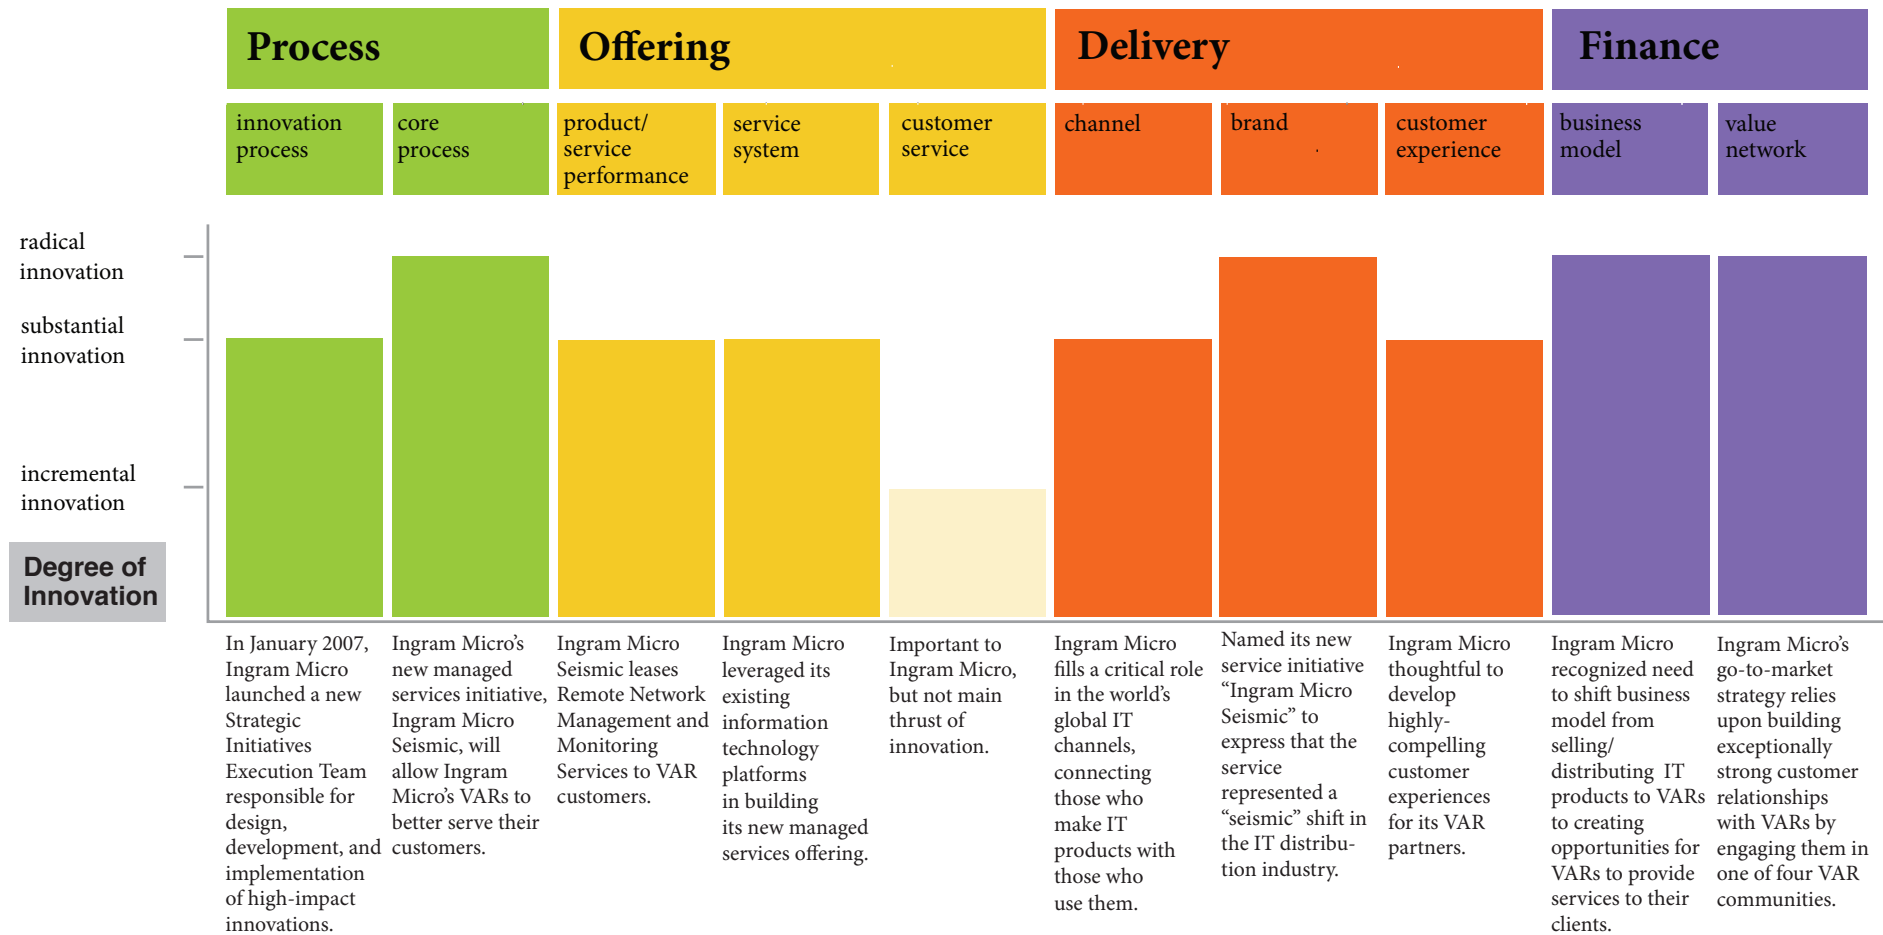 Process
Offering
Delivery
Finance
innovation
process
core
process
product/
service
performance
service
system
customer
service
channel
brand
customer
experience
business
model
value
network
radical
innovation
substantial
innovation
incremental
innovation
Degree of
Innovation
In January 2007,
Ingram Micro
launched a new
Strategic
Initiatives
Execution Team
responsible for
design,
development, and
implementation
of high-impact
innovations.
Ingram Micro’s
new managed
services initiative,
Ingram Micro
Seismic, will
allow Ingram
Micro’s VARs to
better serve their
customers.
Ingram Micro
Seismic leases
Remote Network
Management and
Monitoring
Services to VAR
customers.
Ingram Micro
leveraged its
existing
information
technology
platforms
in building
its new managed
services offering.
Important to
Ingram Micro,
but not main
thrust of
innovation.
Ingram Micro
fills a critical role
in the world’s
global IT
channels,
connecting
those who
make IT
products with
those who
use them.
Named its new
service initiative
“Ingram Micro
Seismic” to
express that the
service
represented a
“seismic” shift in
the IT distribu-
tion industry.
Ingram Micro
thoughtful to
develop
highly-
compelling
customer
experiences
for its VAR
partners.
Ingram Micro
recognized need
to shift business
model from
selling/
distributing IT
products to VARs
to creating
opportunities for
VARs to provide
services to their
clients.
Ingram Micro’s
go-to-market
strategy relies
upon building
exceptionally
strong customer
relationships
with VARs by
engaging them in
one of four VAR
communities.